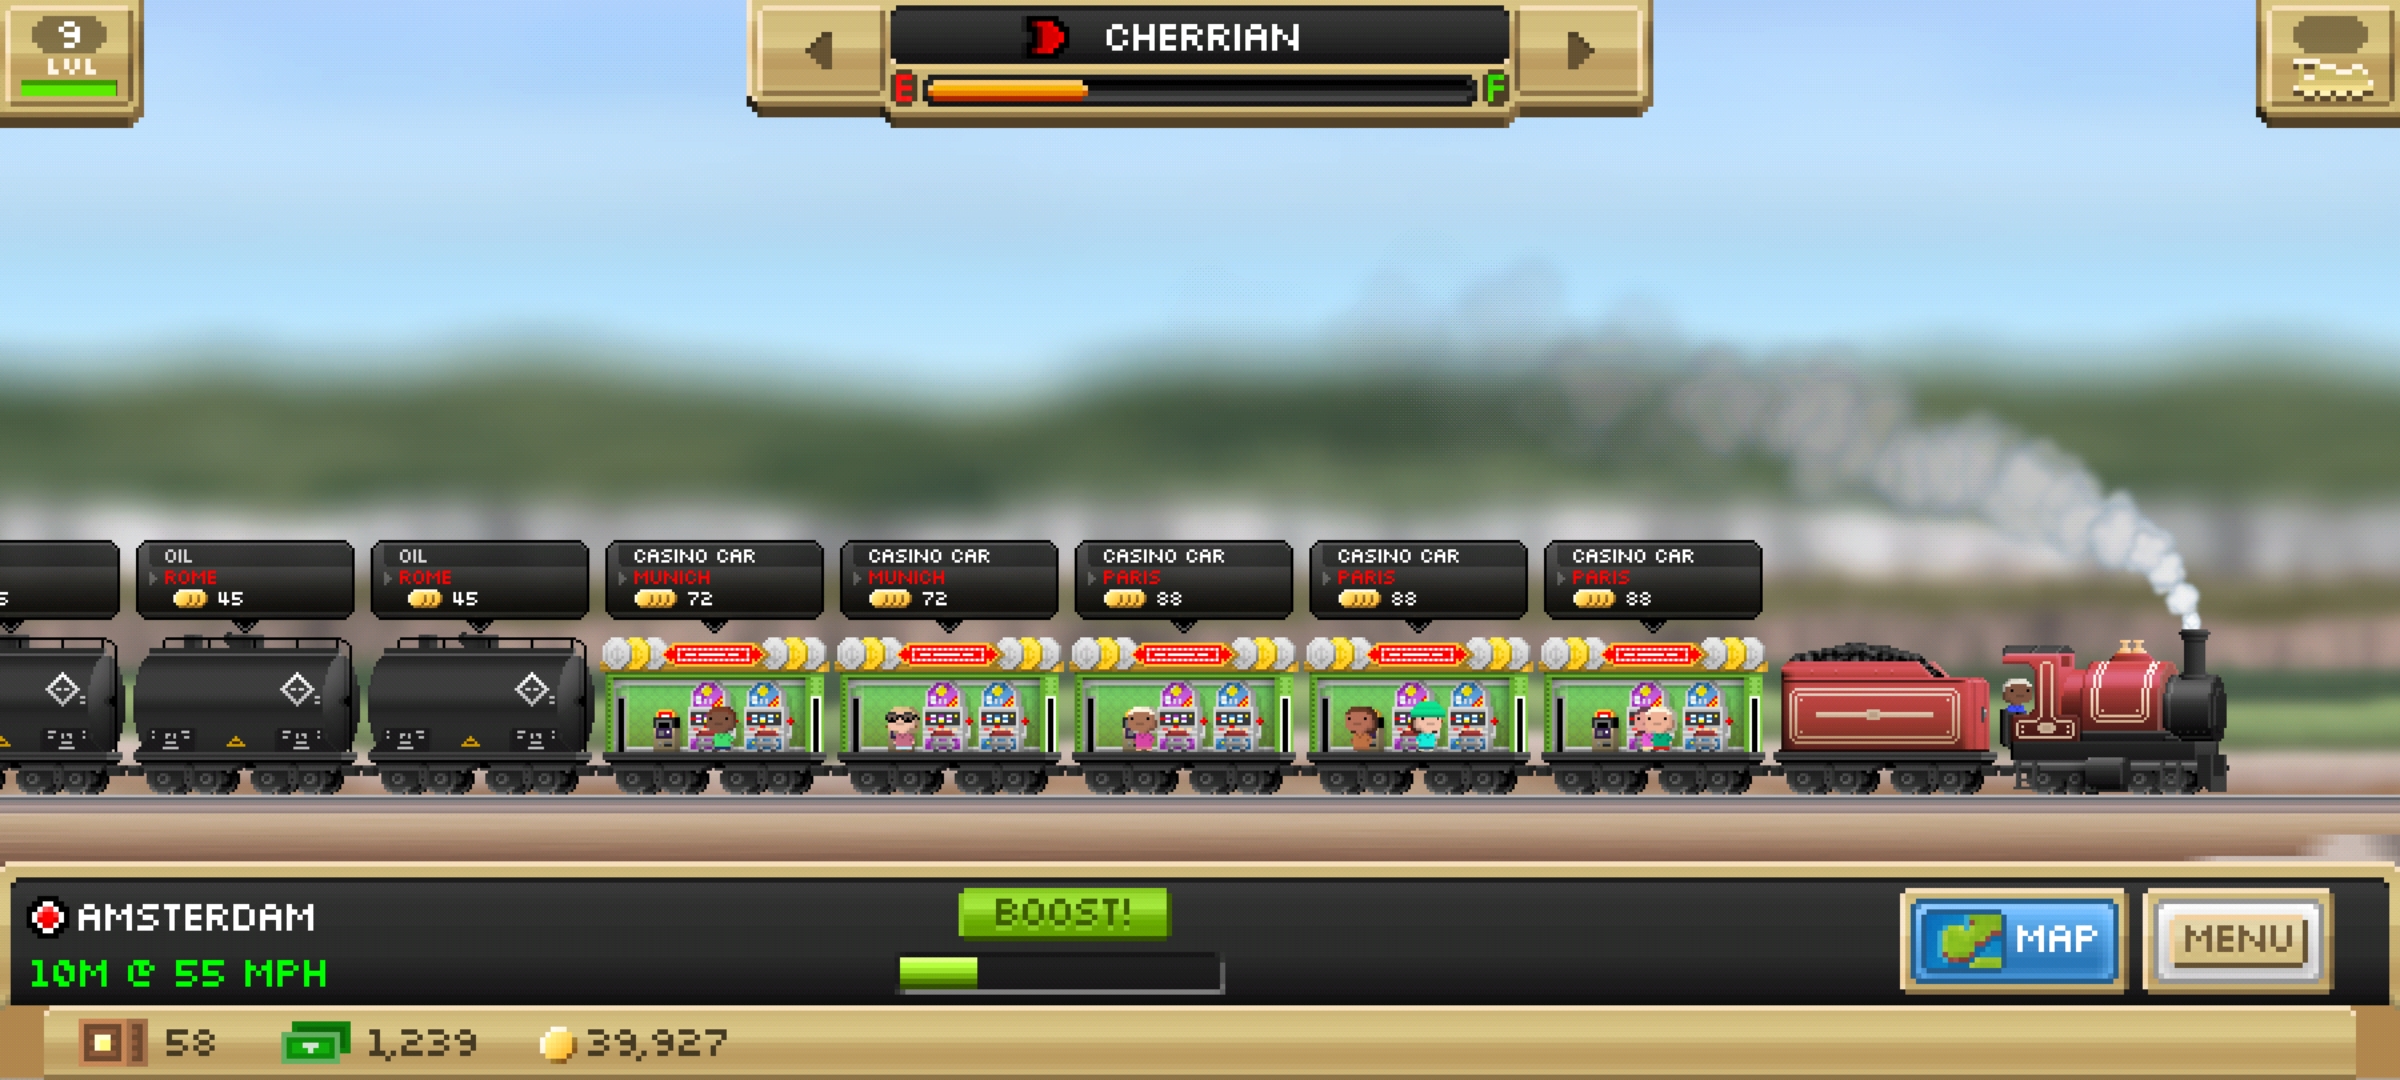 9
LVL
CHERRIAN
E
F
5
OIL
ROME
45
OIL
ROME
45
CASINO CAR
MUNICH
72
CASINO CAR
MUNICH
72
CASINO CAR
PARIS
88
CASINO CAR
PARIS
88
CASINO CAR
PARIS
88
AMSTERDAM
10M @ 55 MPH
BOOST!
MAP
MENU
58
1,239
39,927